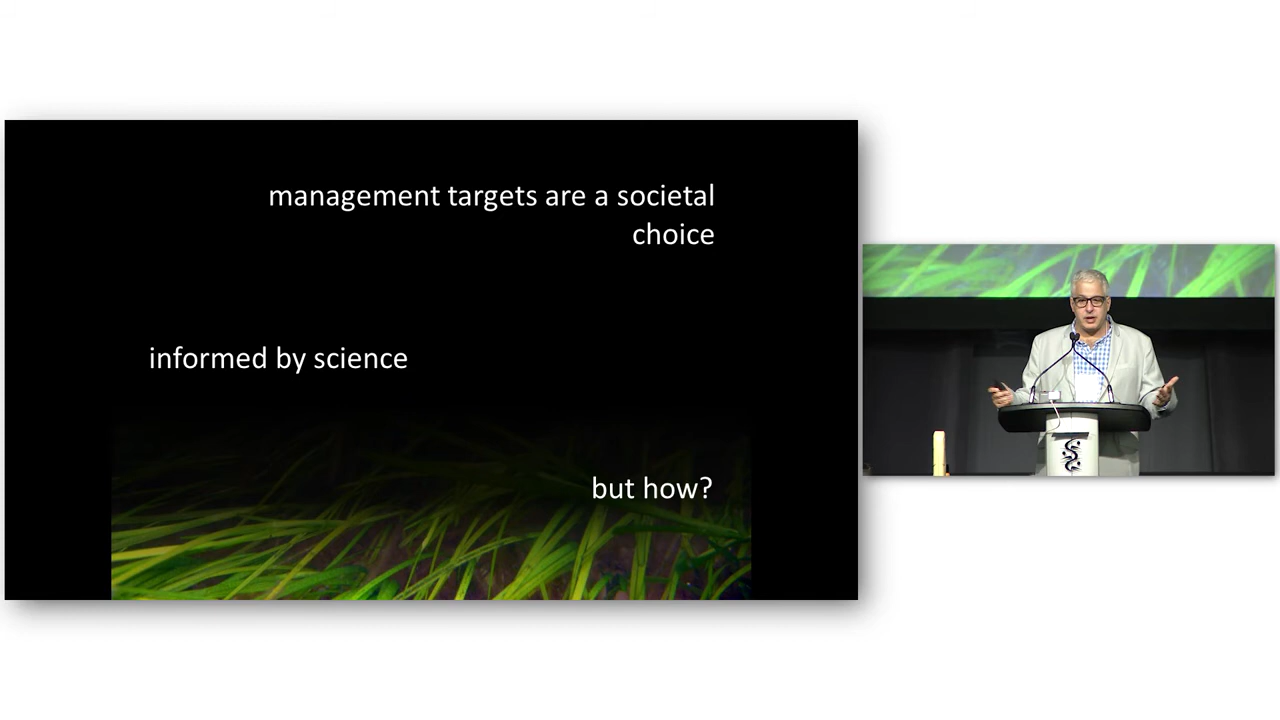 management targets are a societal
choice
informed by science
but how?